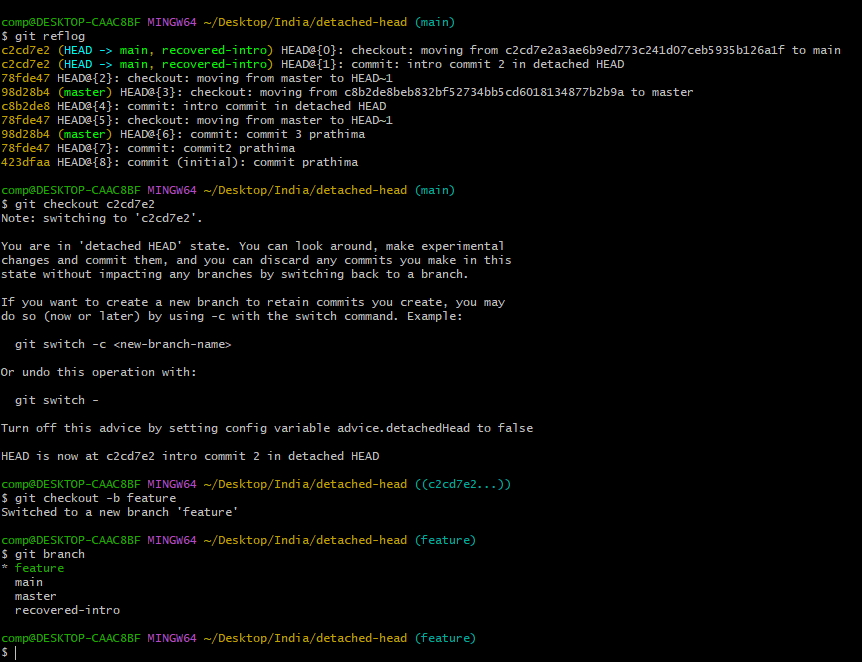 comp@DESKTOP-CAAC8BF MINGW64 ~/Desktop/India/detached-head (main)
$ git reflog
c2cd7e2 (HEAD -> main, recovered-intro) HEAD@{0}: checkout: moving from c2cd7e2a3ae6b9ed773c241d07ceb5935b126a1f to main
c2cd7e2 (HEAD -> main, recovered-intro) HEAD@{1}: commit: intro commit 2 in detached HEAD
78fde47 HEAD@{2}: checkout: moving from master to HEAD~1
98d28b4 (master) HEAD@{3}: checkout: moving from c8b2de8beb832bf52734bb5cd6018134877b2b9a to master
c8b2de8 HEAD@{4}: commit: intro commit in detached HEAD
78fde47 HEAD@{5}: checkout: moving from master to HEAD~1
98d28b4 (master) HEAD@{6}: commit: commit 3 prathima
78fde47 HEAD@{7}: commit: commit2 prathima
423dfaa HEAD@{8}: commit (initial): commit prathima
comp@DESKTOP-CAAC8BF MINGW64 ~/Desktop/India/detached-head (main)
$ git checkout c2cd7e2
Note: switching to 'c2cd7e2'.
You are in 'detached HEAD' state. You can look around, make experimental
changes and commit them, and you can discard any commits you make in this
state without impacting any branches by switching back to a branch.
If you want to create a new branch to retain commits you create, you may
do so (now or later) by using -c with the switch command. Example:
git switch -c <new-branch-name>
Or undo this operation with:
git switch -
Turn off this advice by setting config variable advice.detachedHead to false
HEAD is now at c2cd7e2 intro commit 2 in detached HEAD
comp@DESKTOP-CAAC8BF MINGW64 ~/Desktop/India/detached-head ((c2cd7e2...))
$ git checkout -b feature
Switched to a new branch 'feature'
comp@DESKTOP-CAAC8BF MINGW64 ~/Desktop/India/detached-head (feature)
$ git branch
* feature
main
master
recovered-intro
comp@DESKTOP-CAAC8BF MINGW64 ~/Desktop/India/detached-head (feature)
$